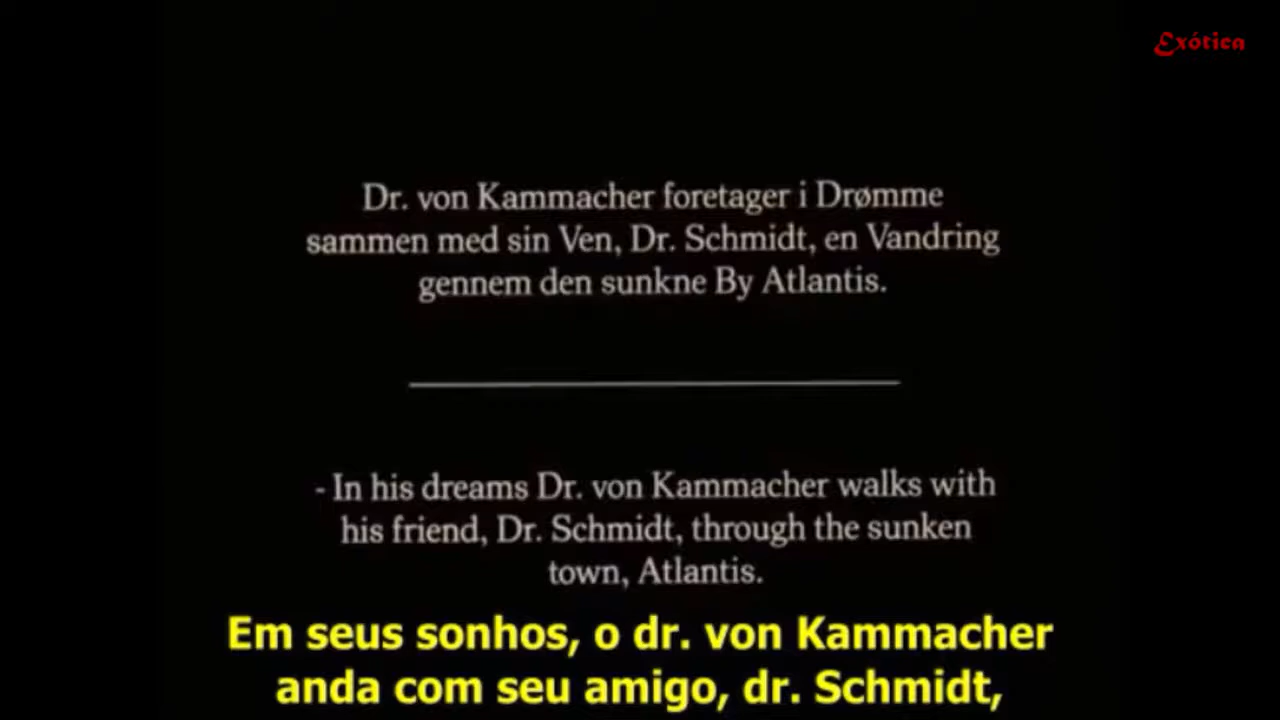 Exótica
Dr. von Kammacher foretager i Drømme
sammen med sin Ven, Dr. Schmidt, en Vandring
gennem den sunkne By Atlantis.
- In his dreams Dr. von Kammacher walks with
his friend, Dr. Schmidt, through the sunken
town, Atlantis.
Em seus sonhos, o dr. von Kammacher
anda com seu amigo, dr. Schmidt,